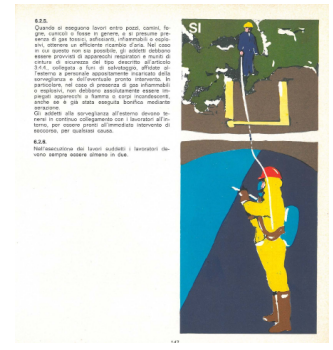 8.2.5.
Quando si eseguono lavori entro pozzi, camini, fo-
gne, cunicoli o fosse in genere, e si presume pre-
senza di gas tossici, asfissianti, infiammabili o esplo-
sivi, ottenere un efficiente ricambio d'aria. Nel caso
in cui questo non sia possibile, gli addetti debbono
essere provvisti di apparecchi respiratori e muniti di
cintura di sicurezza del tipo descritto all'articolo
3.4.4., collegata a funi di salvataggio, affidate al-
l'esterno a personale appositamente incaricato della
sorveglianza e dell'eventuale pronto intervento. In
particolare, nel caso di presenza di gas infiammabili
o esplosivi, non debbono assolutamente essere im-
piegati apparecchi a fiamma o corpi incandescenti,
anche se è già stata eseguita bonifica mediante
aerazione.
Gli addetti alla sorveglianza all'esterno devono te-
nersi in continuo collegamento con i lavoratori all'in-
terno, per essere pronti all'immediato intervento di
soccorso, per qualsiasi causa.
8.2.6.
Nell'esecuzione dei lavori suddetti i lavoratori de-
vono sempre essere almeno in due.
SI
147